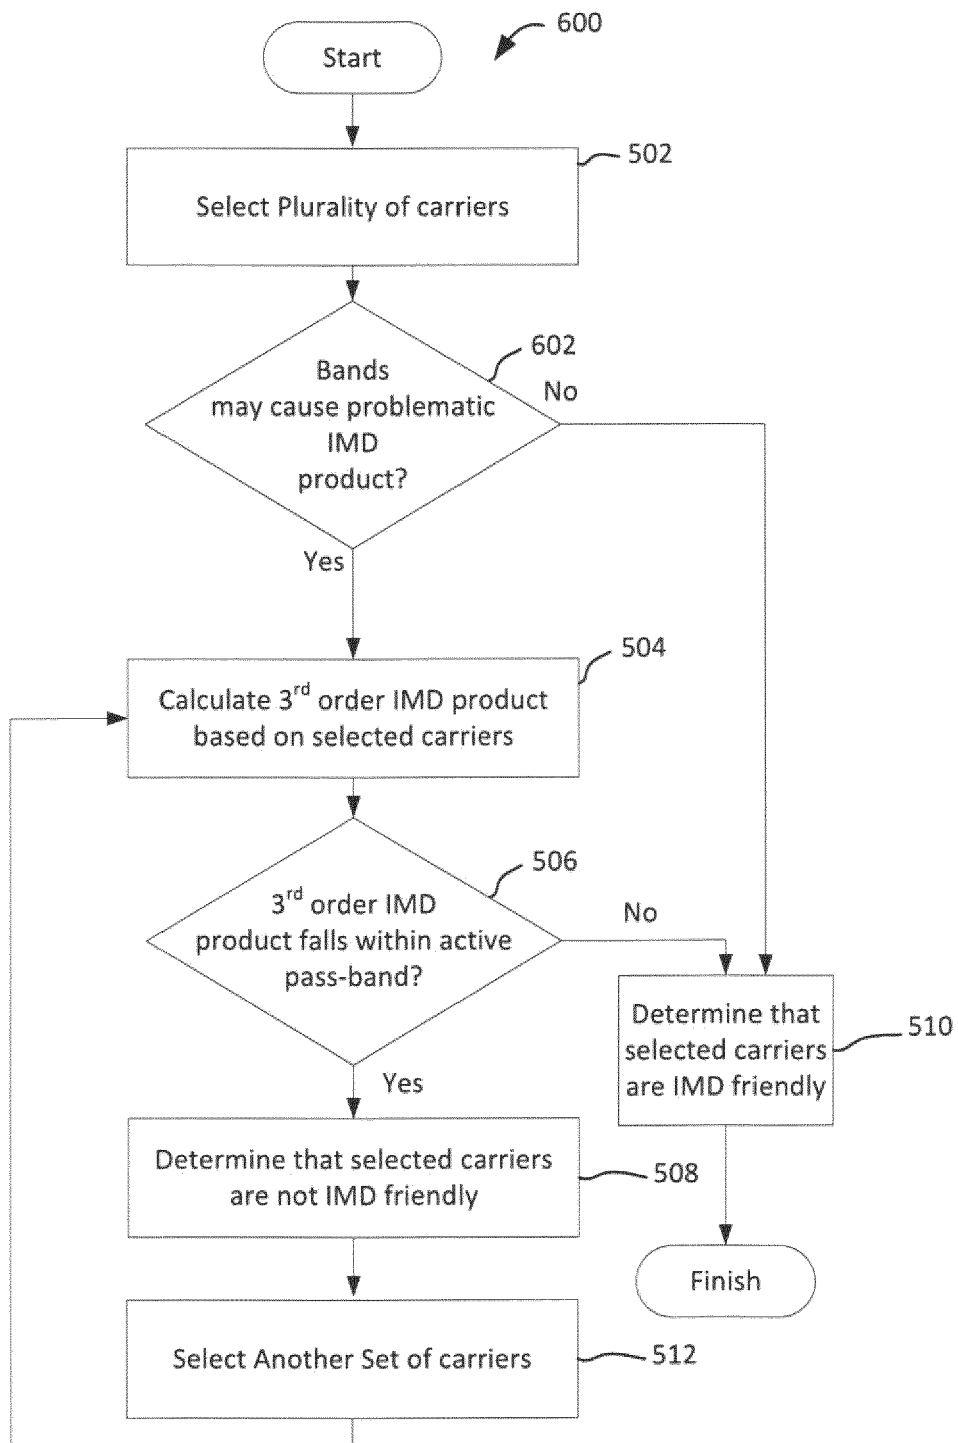 600
Start
502
Select Plurality of carriers
602
Bands
may cause problematic
IMD
product?
No
Yes
504
Calculate 3rd order IMD product
based on selected carriers
506
3rd order IMD
product falls within active
pass-band?
No
Yes
Determine that
selected carriers
are IMD friendly
510
Determine that selected carriers
are not IMD friendly
508
Finish
Select Another Set of carriers
512